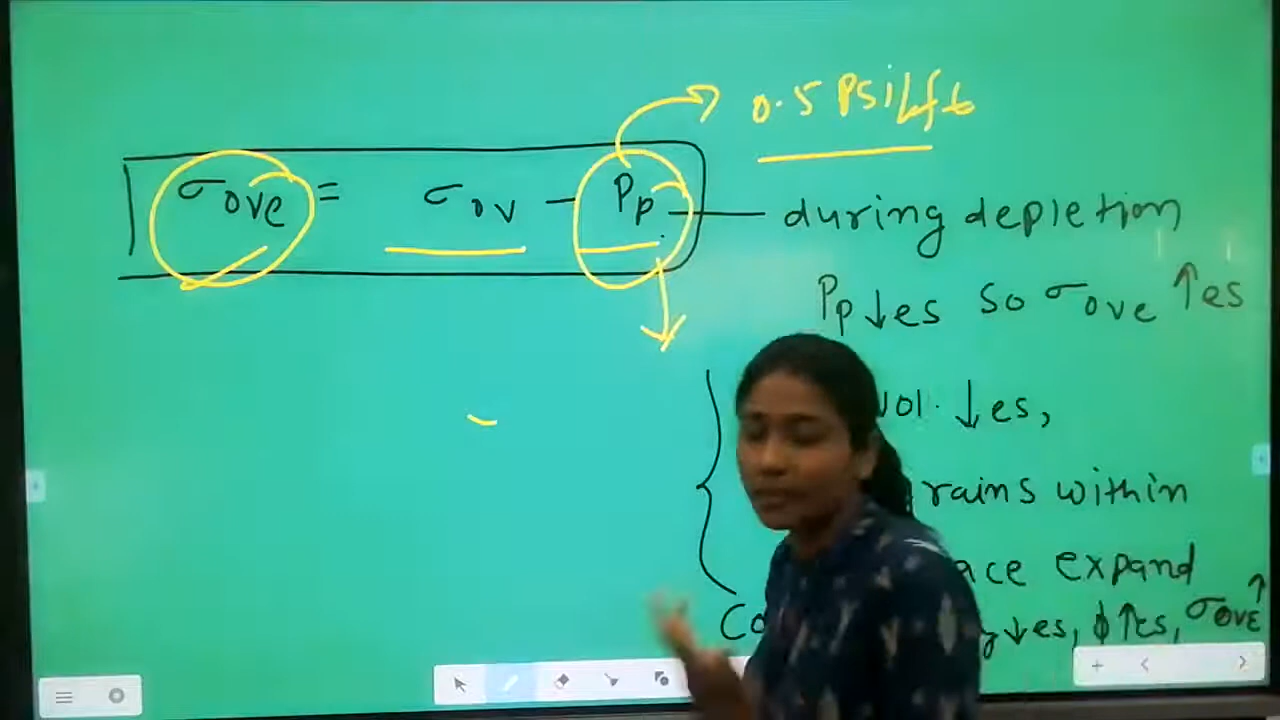 0.5 Psi/ft
σove = σov - Pp — during depletion
Pp ↓es so σove ↑es
vol. ↓es,
rains within
ace expand
↓es, ϕ ↑es, σove ↑